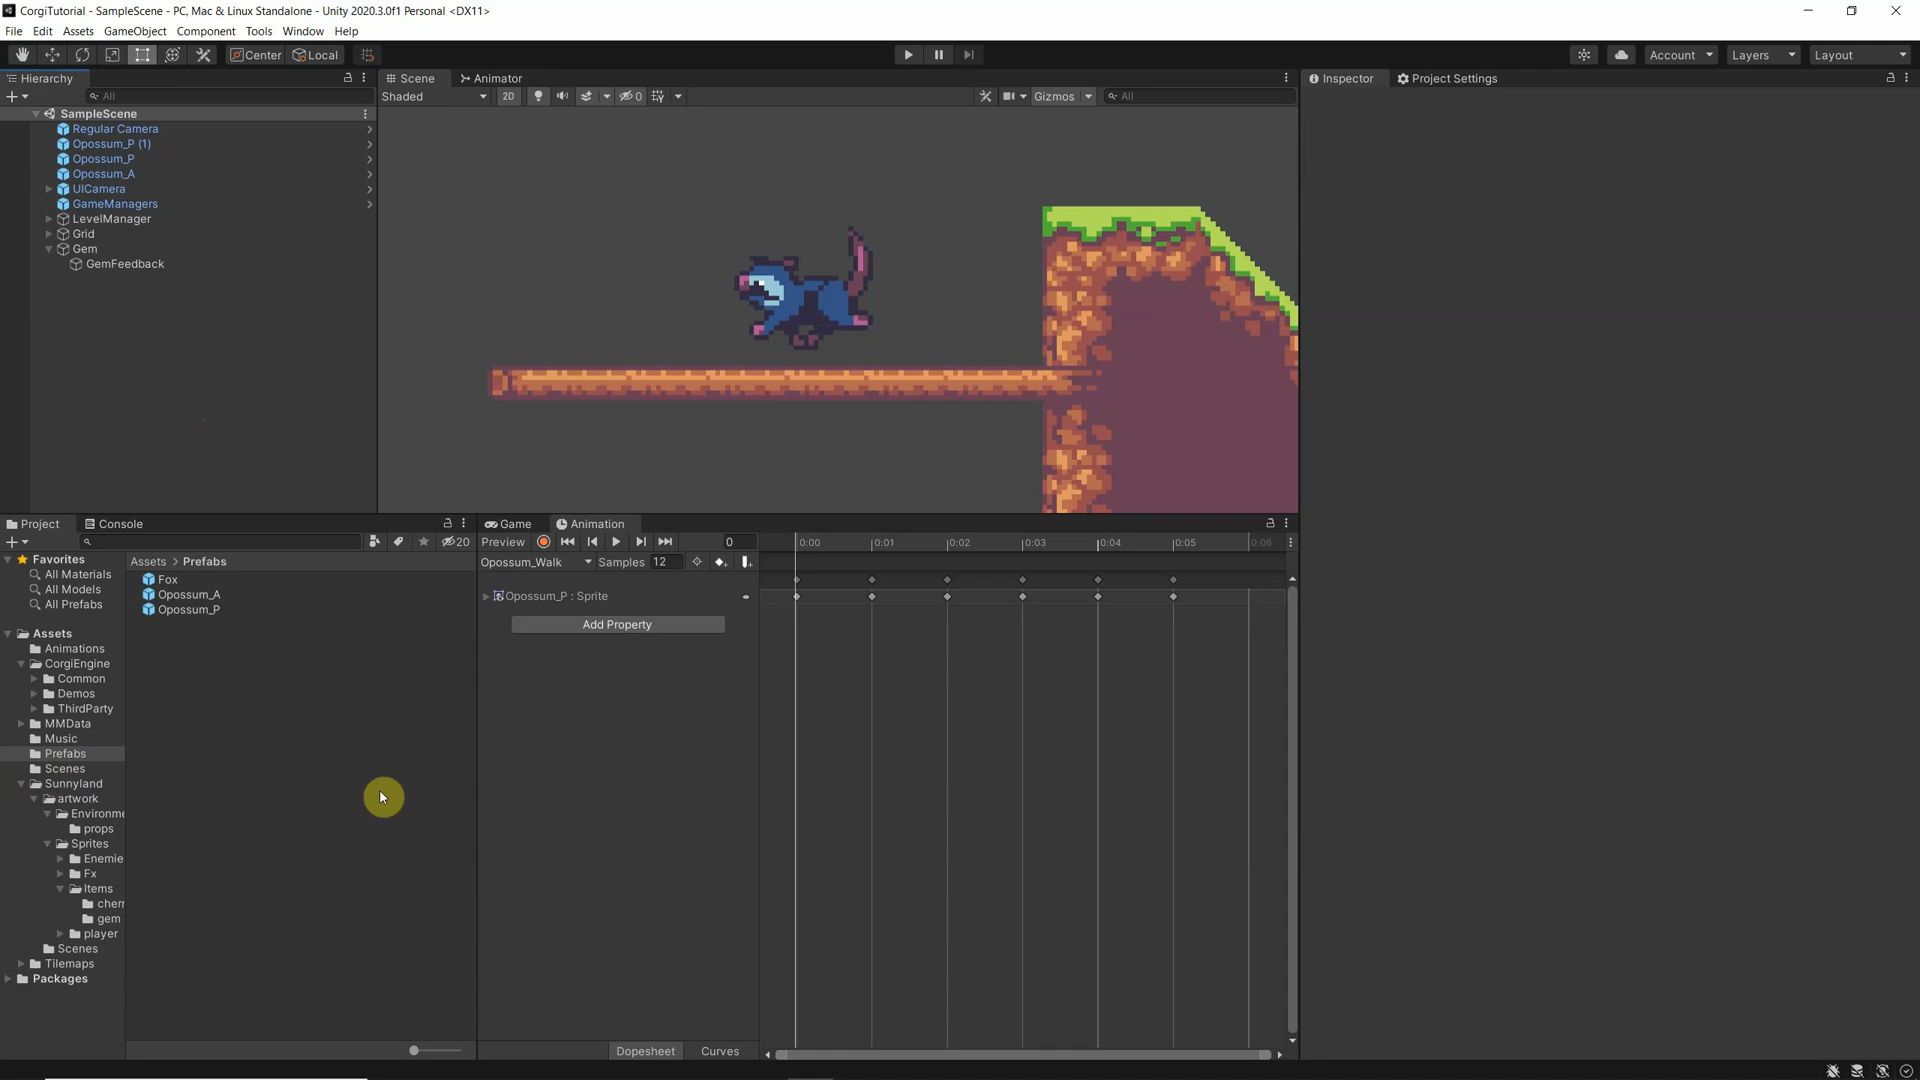 CorgiTutorial - SampleScene - PC, Mac & Linux Standalone - Unity 2020.3.0f1 Personal <DX11>
File Edit Assets GameObject Component Tools Window Help
Center Local Account Layers Layout
Hierarchy
All
SampleScene
Regular Camera
Opossum_P (1)
Opossum_P
Opossum_A
UICamera
GameManagers
LevelManager
Grid
Gem
GemFeedback
Scene Animator
Shaded 2D 0 Gizmos All
Inspector Project Settings
Project Console
20
Favorites
All Materials
All Models
All Prefabs
Assets
Animations
CorgiEngine
Common
Demos
ThirdParty
MMData
Music
Prefabs
Scenes
Sunnyland
artwork
Environme
props
Sprites
Enemie
Fx
Items
cherr
gem
player
Scenes
Tilemaps
Packages
Assets > Prefabs
Fox
Opossum_A
Opossum_P
Game Animation
Preview 0 0:00 0:01 0:02 0:03 0:04 0:05 0:06
Opossum_Walk Samples 12
Opossum_P : Sprite
Add Property
Dopesheet Curves